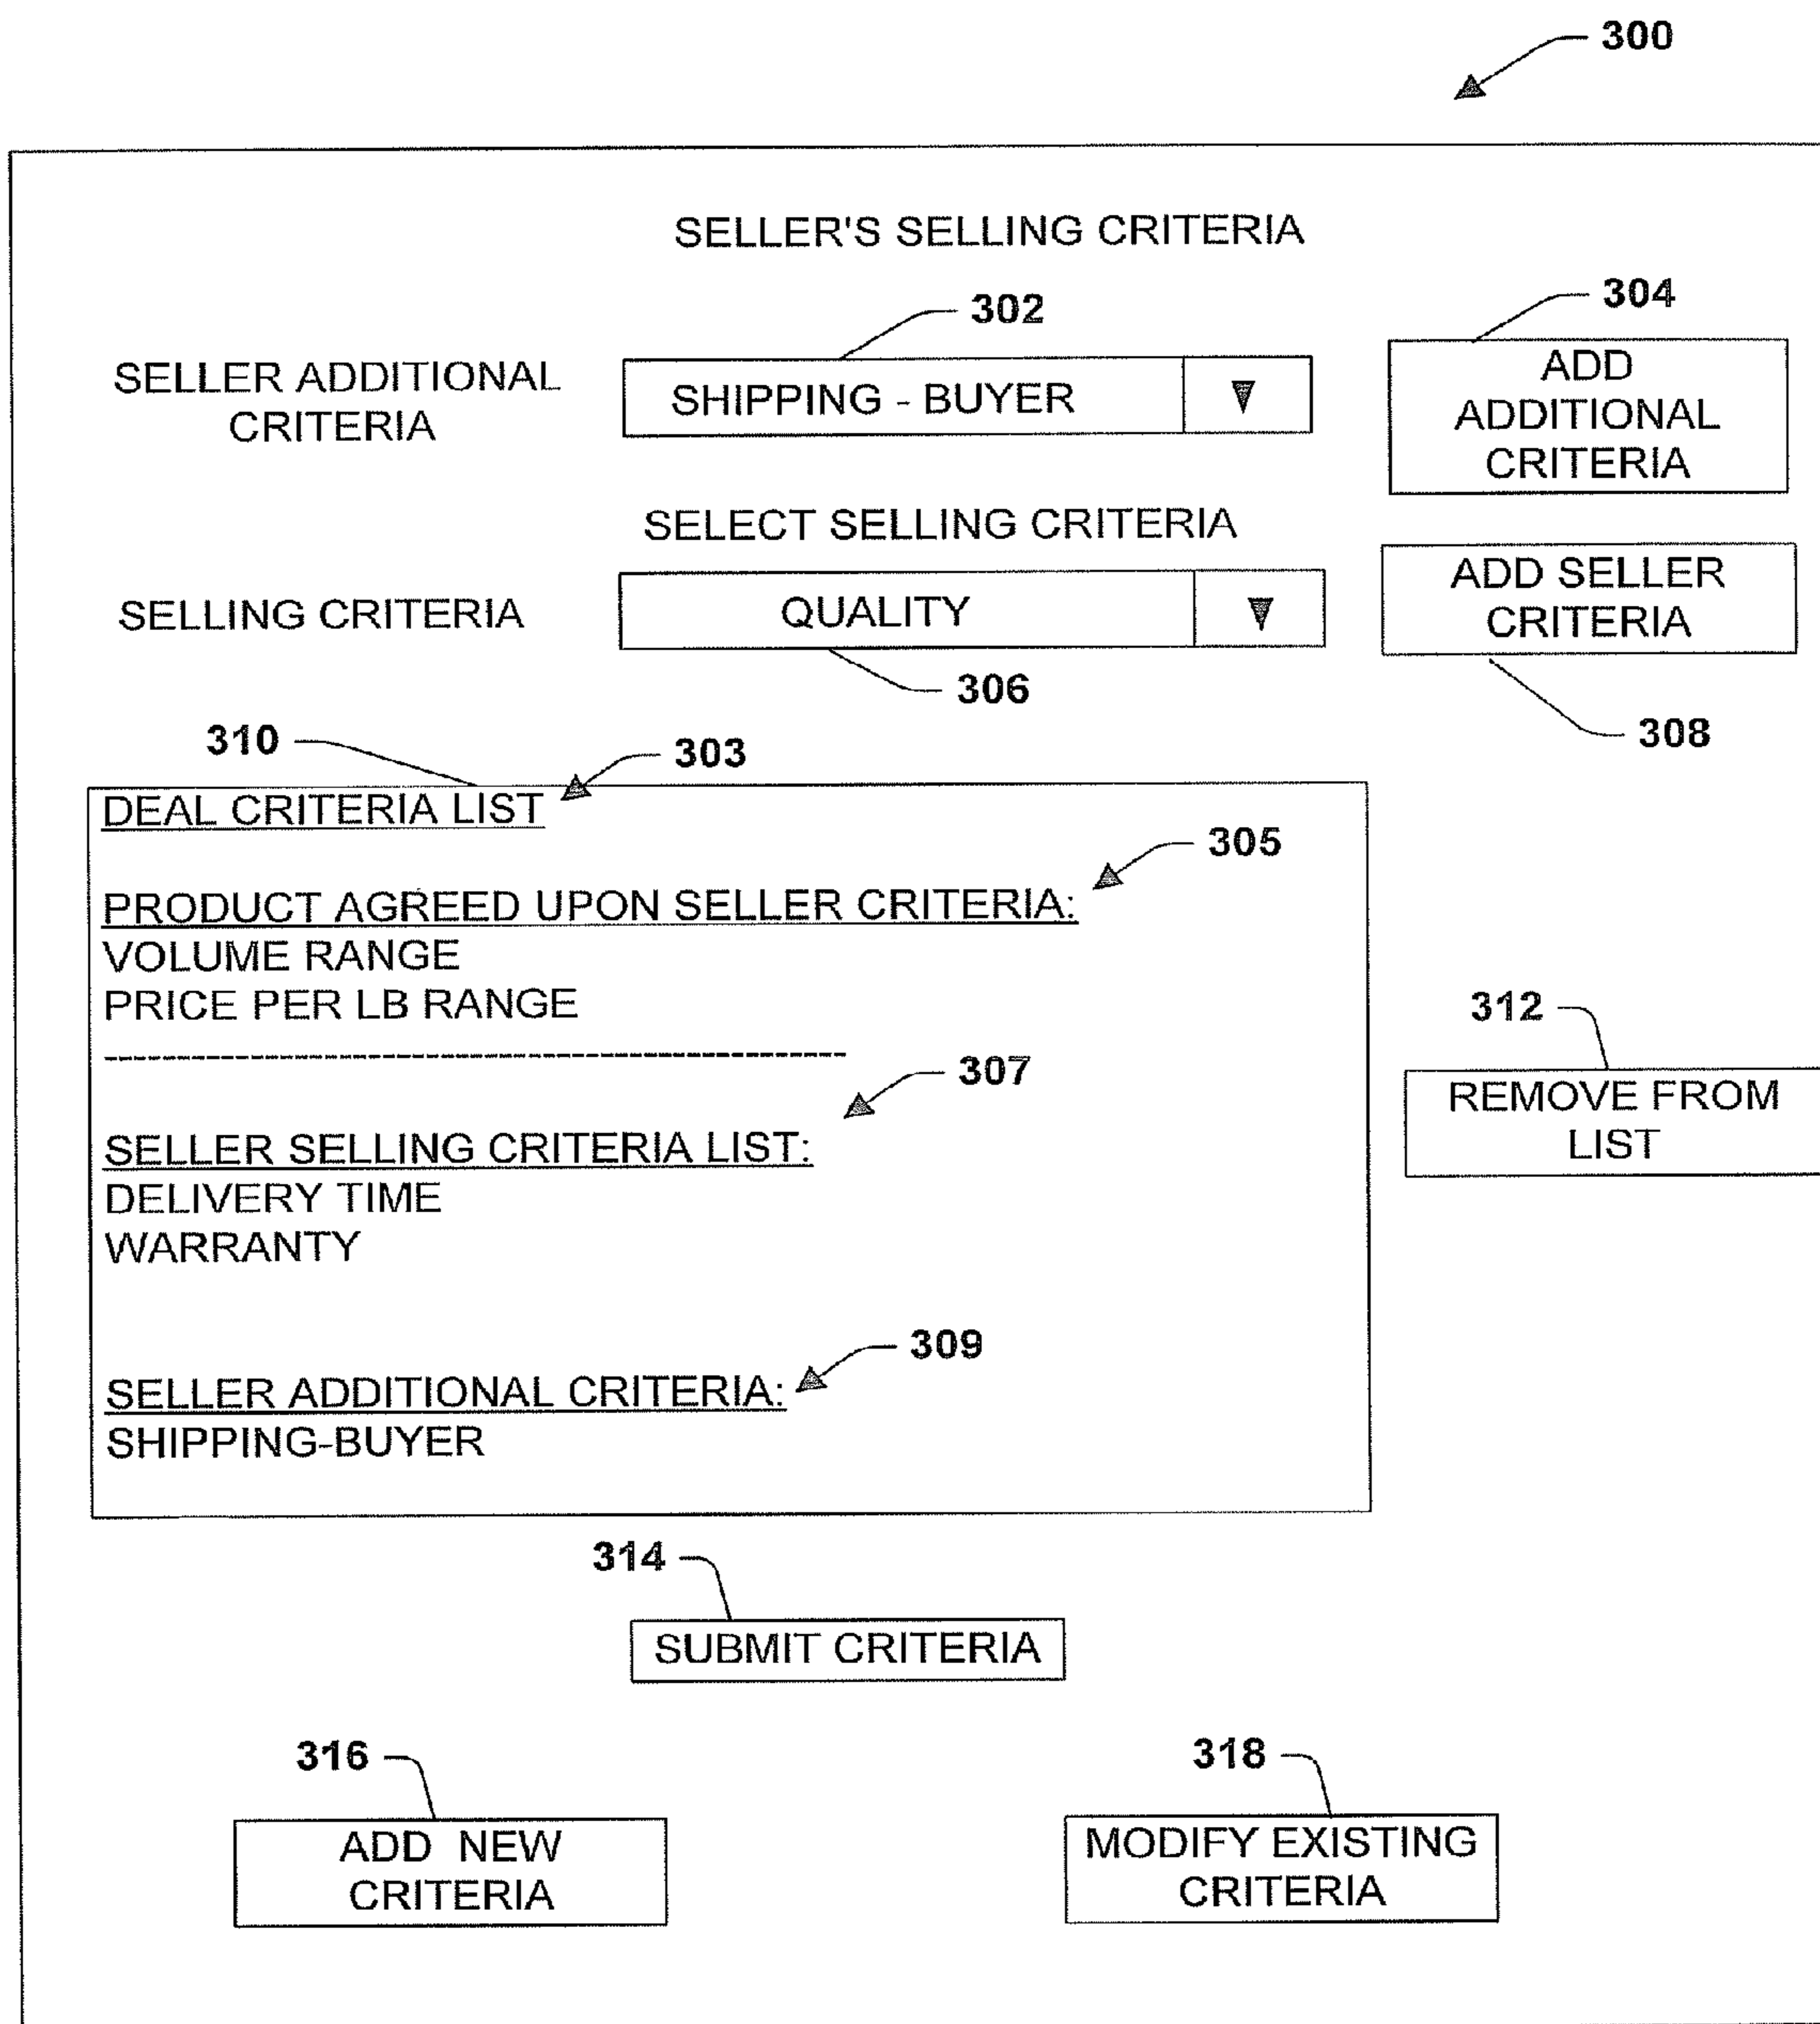 300
SELLER'S SELLING CRITERIA
302
304
SELLER ADDITIONAL
CRITERIA
SHIPPING - BUYER
ADD
ADDITIONAL
CRITERIA
SELECT SELLING CRITERIA
SELLING CRITERIA
QUALITY
ADD SELLER
CRITERIA
306
308
310
303
DEAL CRITERIA LIST
305
PRODUCT AGREED UPON SELLER CRITERIA:
VOLUME RANGE
PRICE PER LB RANGE
312
307
REMOVE FROM
LIST
SELLER SELLING CRITERIA LIST:
DELIVERY TIME
WARRANTY
309
SELLER ADDITIONAL CRITERIA:
SHIPPING-BUYER
314
SUBMIT CRITERIA
316
318
ADD NEW
CRITERIA
MODIFY EXISTING
CRITERIA